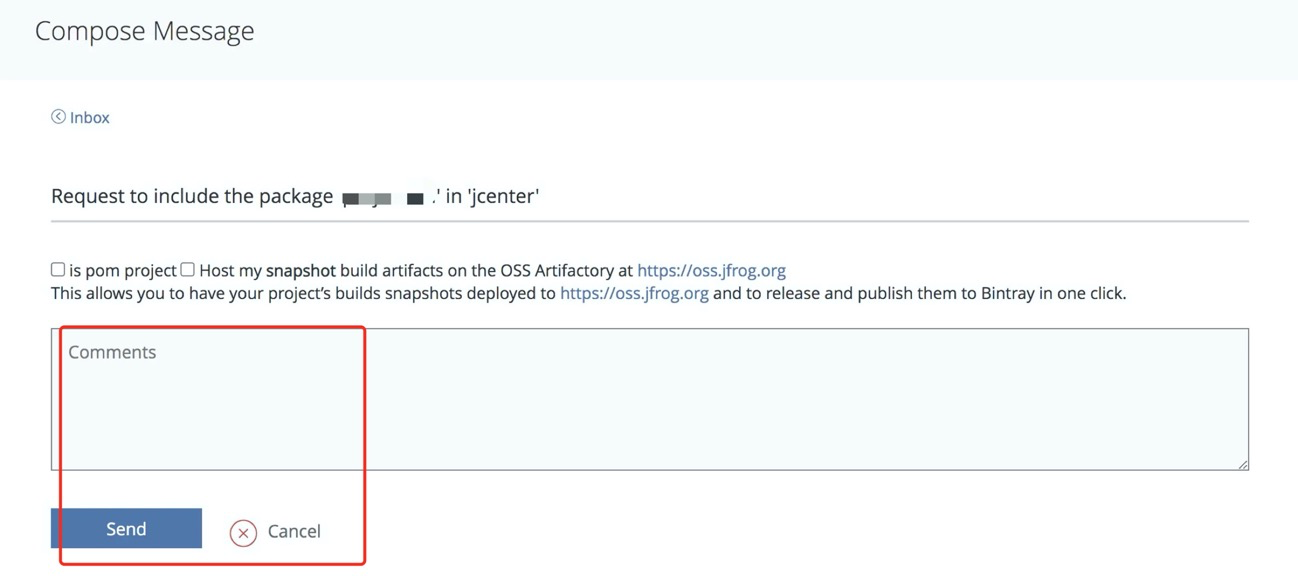 Compose Message
Inbox
Request to include the package .' in 'jcenter'
is pom project Host my snapshot build artifacts on the OSS Artifactory at https://oss.jfrog.org
This allows you to have your project's builds snapshots deployed to https://oss.jfrog.org and to release and publish them to Bintray in one click.
Comments
Send Cancel